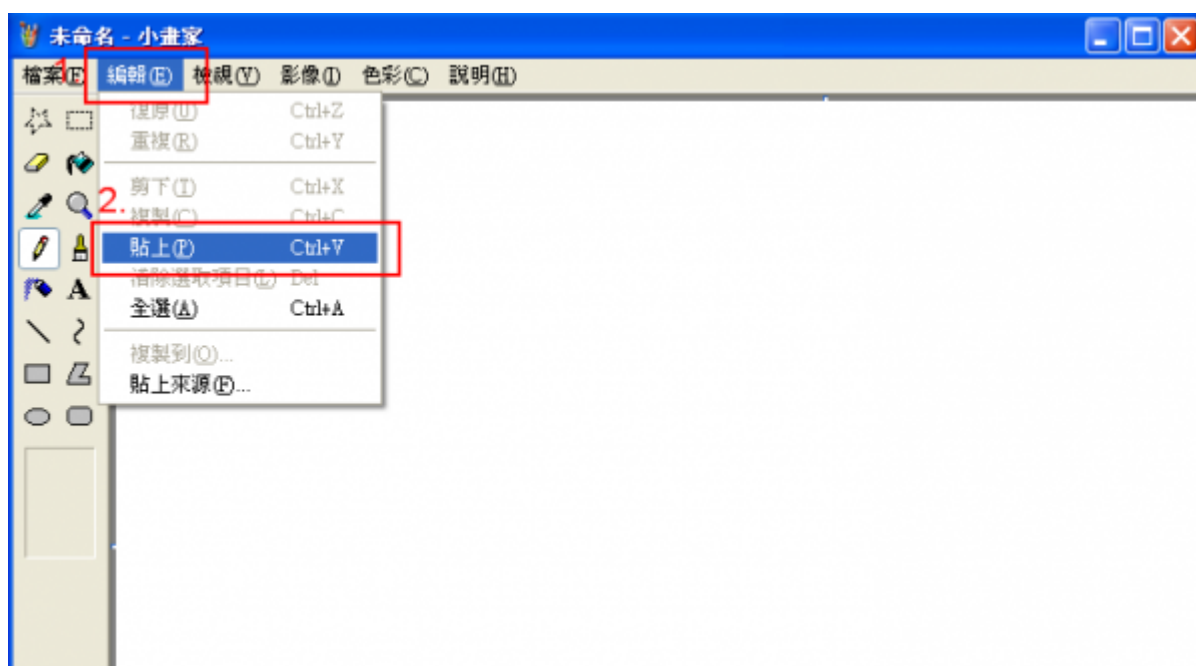 未命名 - 小畫家
1.
檔案(F) 編輯(E) 檢視(V) 影像(I) 色彩(C) 說明(H)
復原(U) Ctrl+Z
重複(R) Ctrl+Y
剪下(T) Ctrl+X
2.
複製(C) Ctrl+C
貼上(P) Ctrl+V
清除選取項目(L) Del
全選(A) Ctrl+A
複製到(O)...
貼上來源(F)...
A